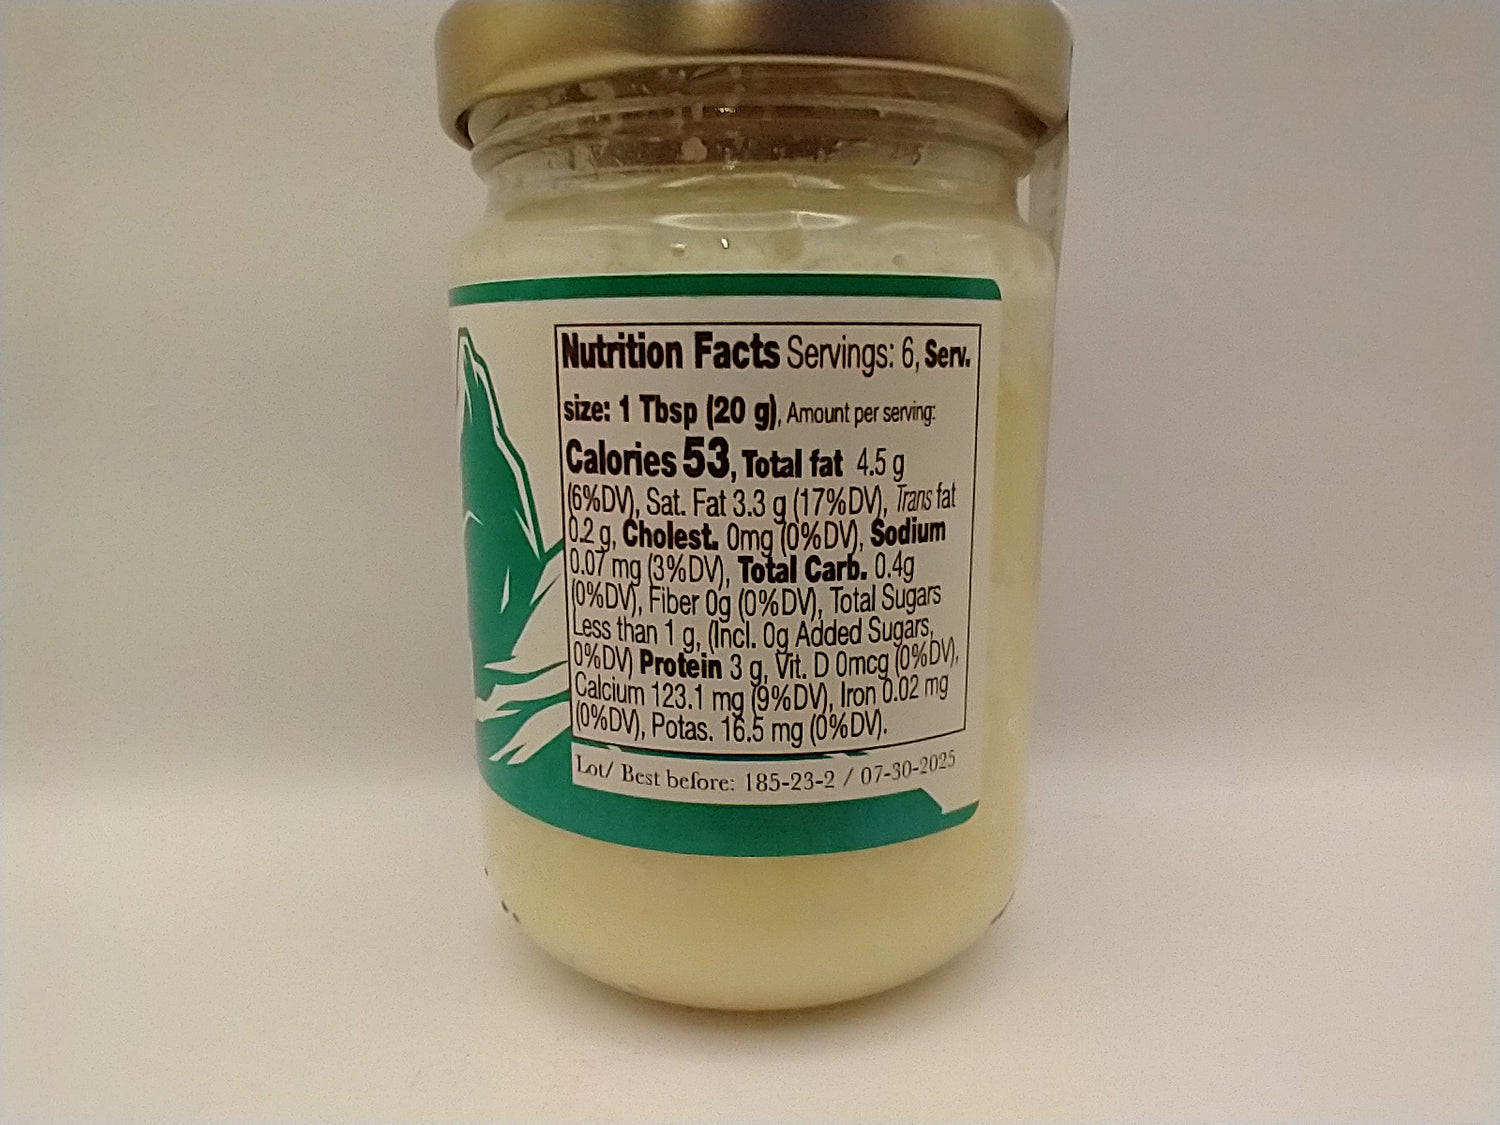 Nutrition Facts Servings: 6, Serv.
size: 1 Tbsp (20 g), Amount per serving:
Calories 53, Total fat 4.5 g
(6%DV), Sat. Fat 3.3 g (17%DV), Trans fat
0.2 g, Cholest. 0mg (0%DV), Sodium
0.07 mg (3%DV), Total Carb. 0.4g
(0%DV), Fiber 0g (0%DV), Total Sugars
Less than 1 g, (Incl. 0g Added Sugars,
0%DV) Protein 3 g, Vit. D 0mcg (0%DV),
Calcium 123.1 mg (9%DV), Iron 0.02 mg
(0%DV), Potas. 16.5 mg (0%DV).
Lot/ Best before: 185-23-2 / 07-30-2025